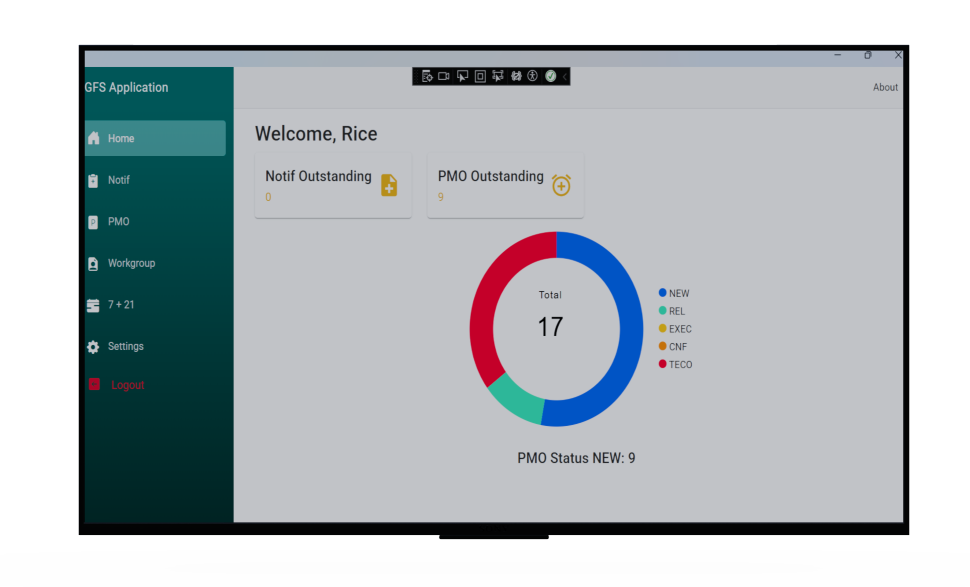 GFS Application
About
Home
Notif
PMO
Workgroup
7 + 21
Settings
Logout
Welcome, Rice
Notif Outstanding
0
PMO Outstanding
9
Total
17
NEW
REL
EXEC
CNF
TECO
PMO Status NEW: 9